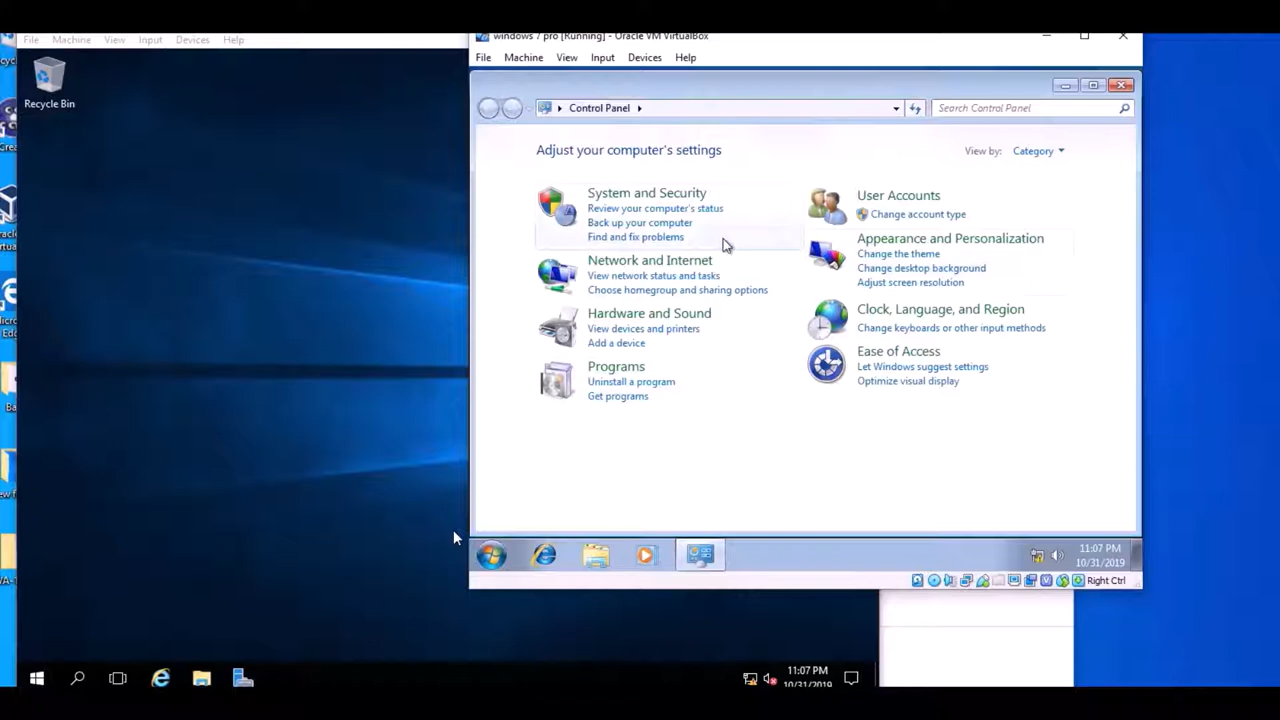 File Machine View Input Devices Help
Recycle Bin
windows 7 pro [Running] - Oracle VM VirtualBox
File Machine View Input Devices Help
Control Panel
Search Control Panel
Adjust your computer's settings
View by: Category
System and Security
Review your computer's status
Back up your computer
Find and fix problems
Network and Internet
View network status and tasks
Choose homegroup and sharing options
Hardware and Sound
View devices and printers
Add a device
Programs
Uninstall a program
Get programs
User Accounts
Change account type
Appearance and Personalization
Change the theme
Change desktop background
Adjust screen resolution
Clock, Language, and Region
Change keyboards or other input methods
Ease of Access
Let Windows suggest settings
Optimize visual display
11:07 PM
10/31/2019
Right Ctrl
11:07 PM
10/31/2019